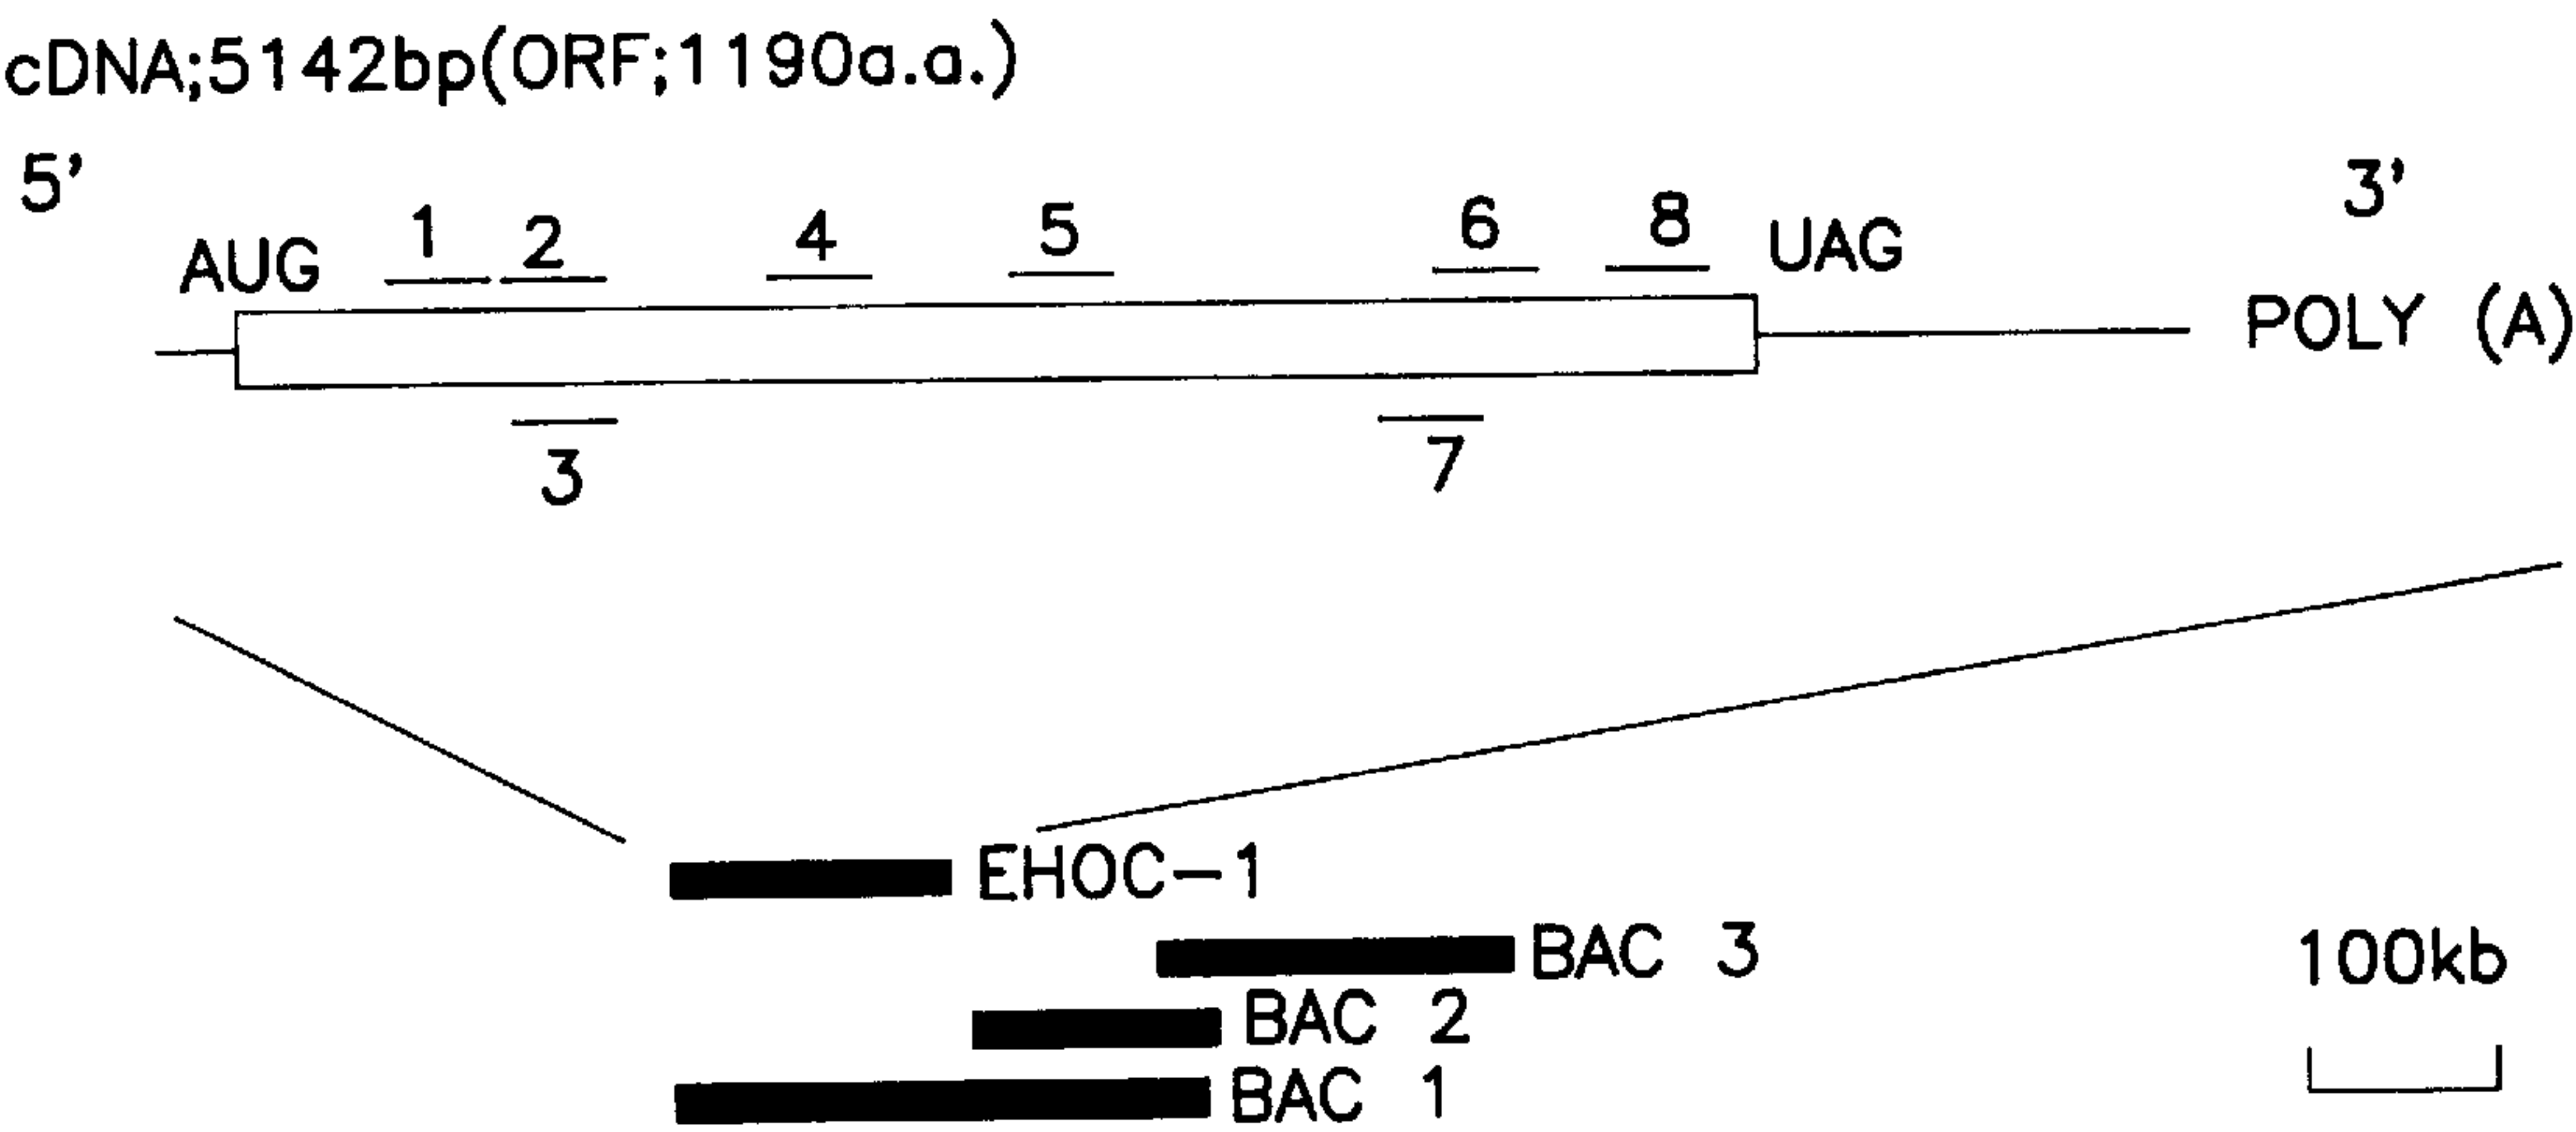 cDNA;5142bp(ORF;1190a.a.)
5' 3'
AUG 1 2 4 5 6 8 UAG
POLY (A)
3 7
EHOC-1
BAC 3
100kb
BAC 2
BAC 1